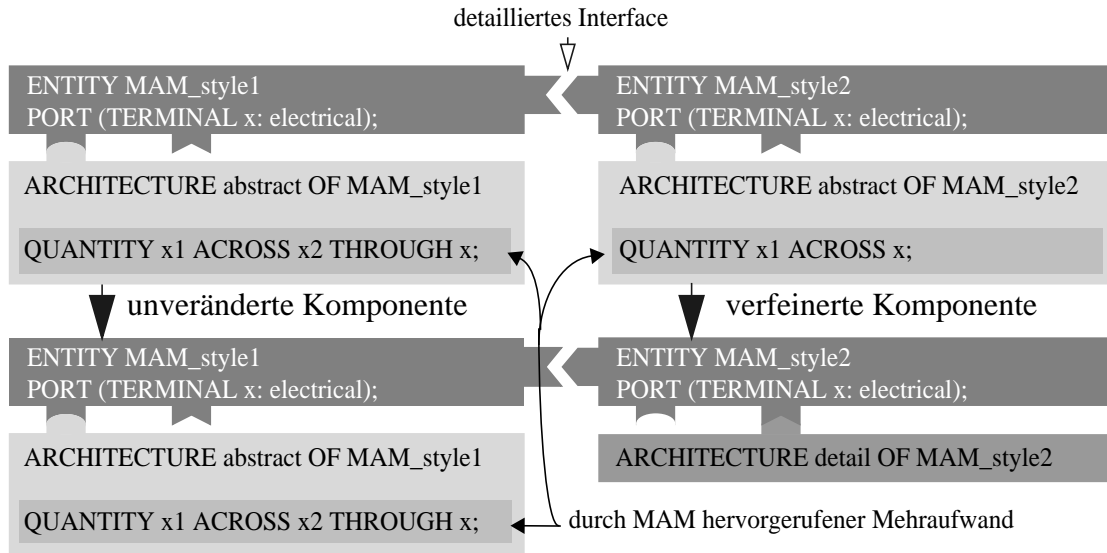 detailliertes Interface
ENTITY MAM_style1
PORT (TERMINAL x: electrical);
ENTITY MAM_style2
PORT (TERMINAL x: electrical);
ARCHITECTURE abstract OF MAM_style1
QUANTITY x1 ACROSS x2 THROUGH x;
ARCHITECTURE abstract OF MAM_style2
QUANTITY x1 ACROSS x;
unveränderte Komponente
verfeinerte Komponente
ENTITY MAM_style1
PORT (TERMINAL x: electrical);
ENTITY MAM_style2
PORT (TERMINAL x: electrical);
ARCHITECTURE abstract OF MAM_style1
QUANTITY x1 ACROSS x2 THROUGH x;
ARCHITECTURE detail OF MAM_style2
durch MAM hervorgerufener Mehraufwand